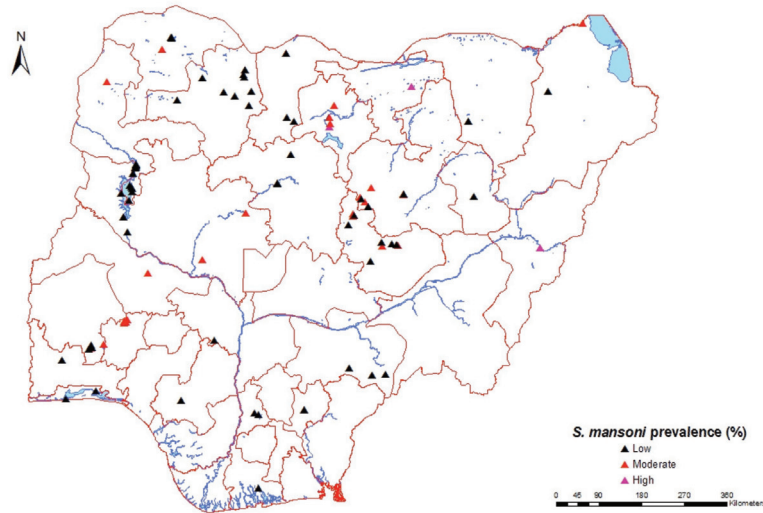 N
S. mansoni prevalence (%)
Low
Moderate
High
0 45 90 180 270 360
Kilometers